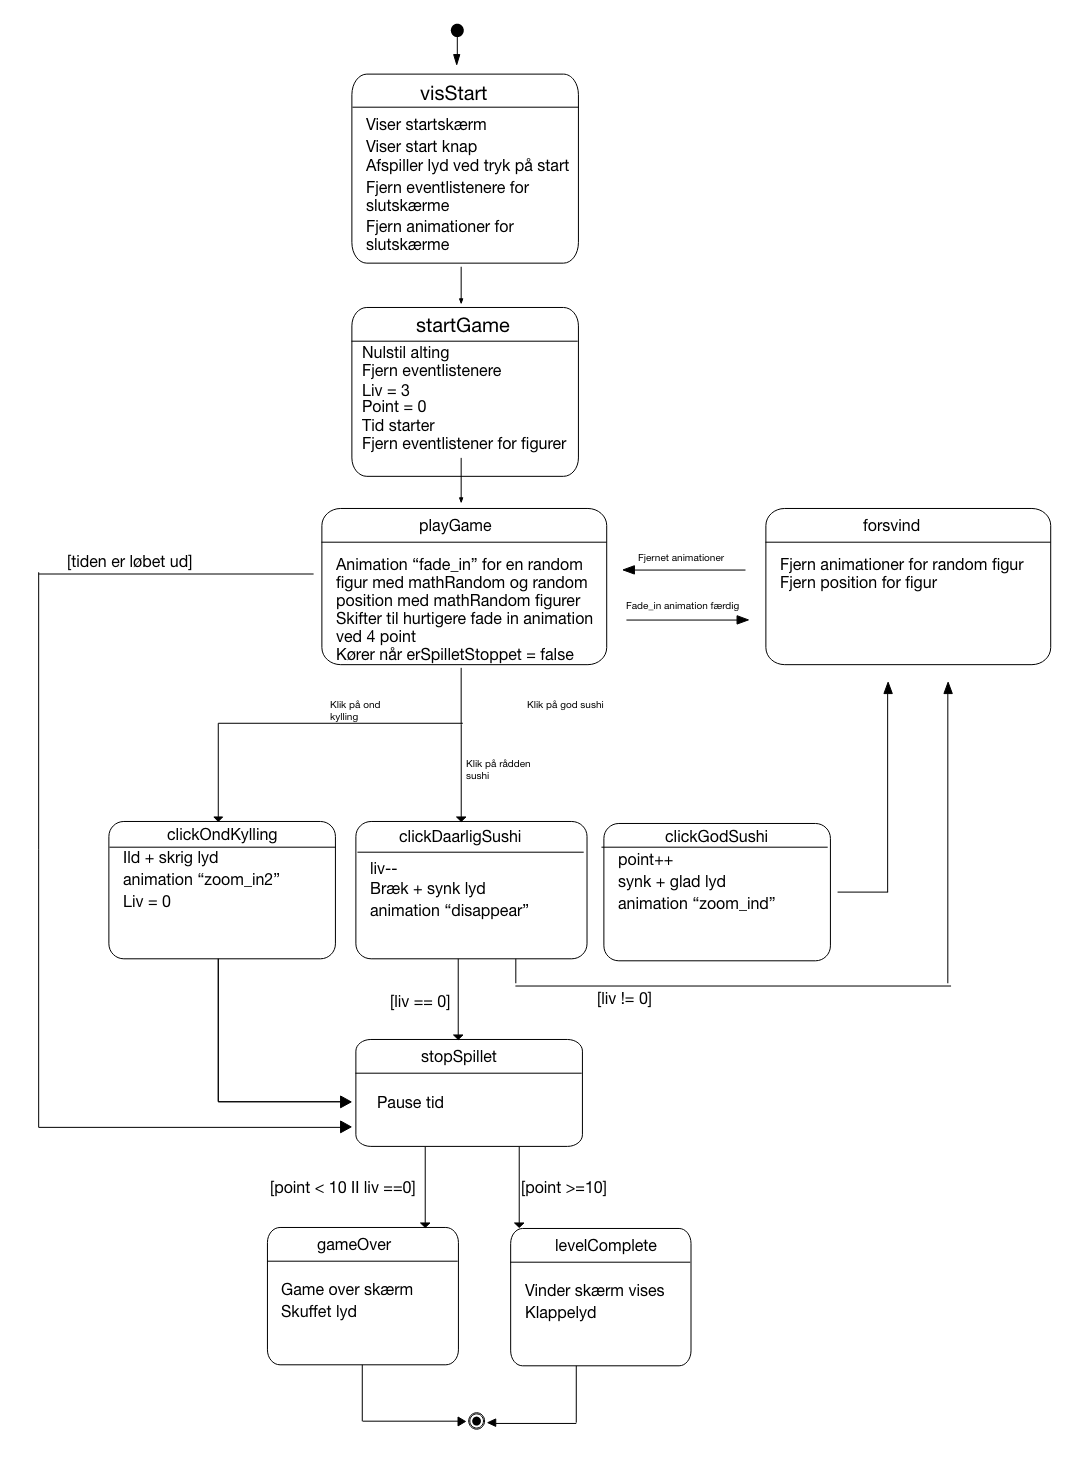 visStart
Viser startskærm
Viser start knap
Afspiller lyd ved tryk på start
Fjern eventlistenere for
slutskærme
Fjern animationer for
slutskærme
startGame
Nulstil alting
Fjern eventlistenere
Liv = 3
Point = 0
Tid starter
Fjern eventlistener for figurer
playGame
Animation “fade_in” for en random
figur med mathRandom og random
position med mathRandom figurer
Skifter til hurtigere fade in animation
ved 4 point
Kører når erSpilletStoppet = false
[tiden er løbet ud]
Fjernet animationer
Fade_in animation færdig
forsvind
Fjern animationer for random figur
Fjern position for figur
Klik på ond
kylling
Klik på god sushi
Klik på rådden
sushi
clickOndKylling
Ild + skrig lyd
animation “zoom_in2”
Liv = 0
clickDaarligSushi
liv--
Bræk + synk lyd
animation “disappear”
clickGodSushi
point++
synk + glad lyd
animation “zoom_ind”
[liv == 0]
[liv != 0]
stopSpillet
Pause tid
[point < 10 II liv ==0]
[point >=10]
gameOver
Game over skærm
Skuffet lyd
levelComplete
Vinder skærm vises
Klappelyd